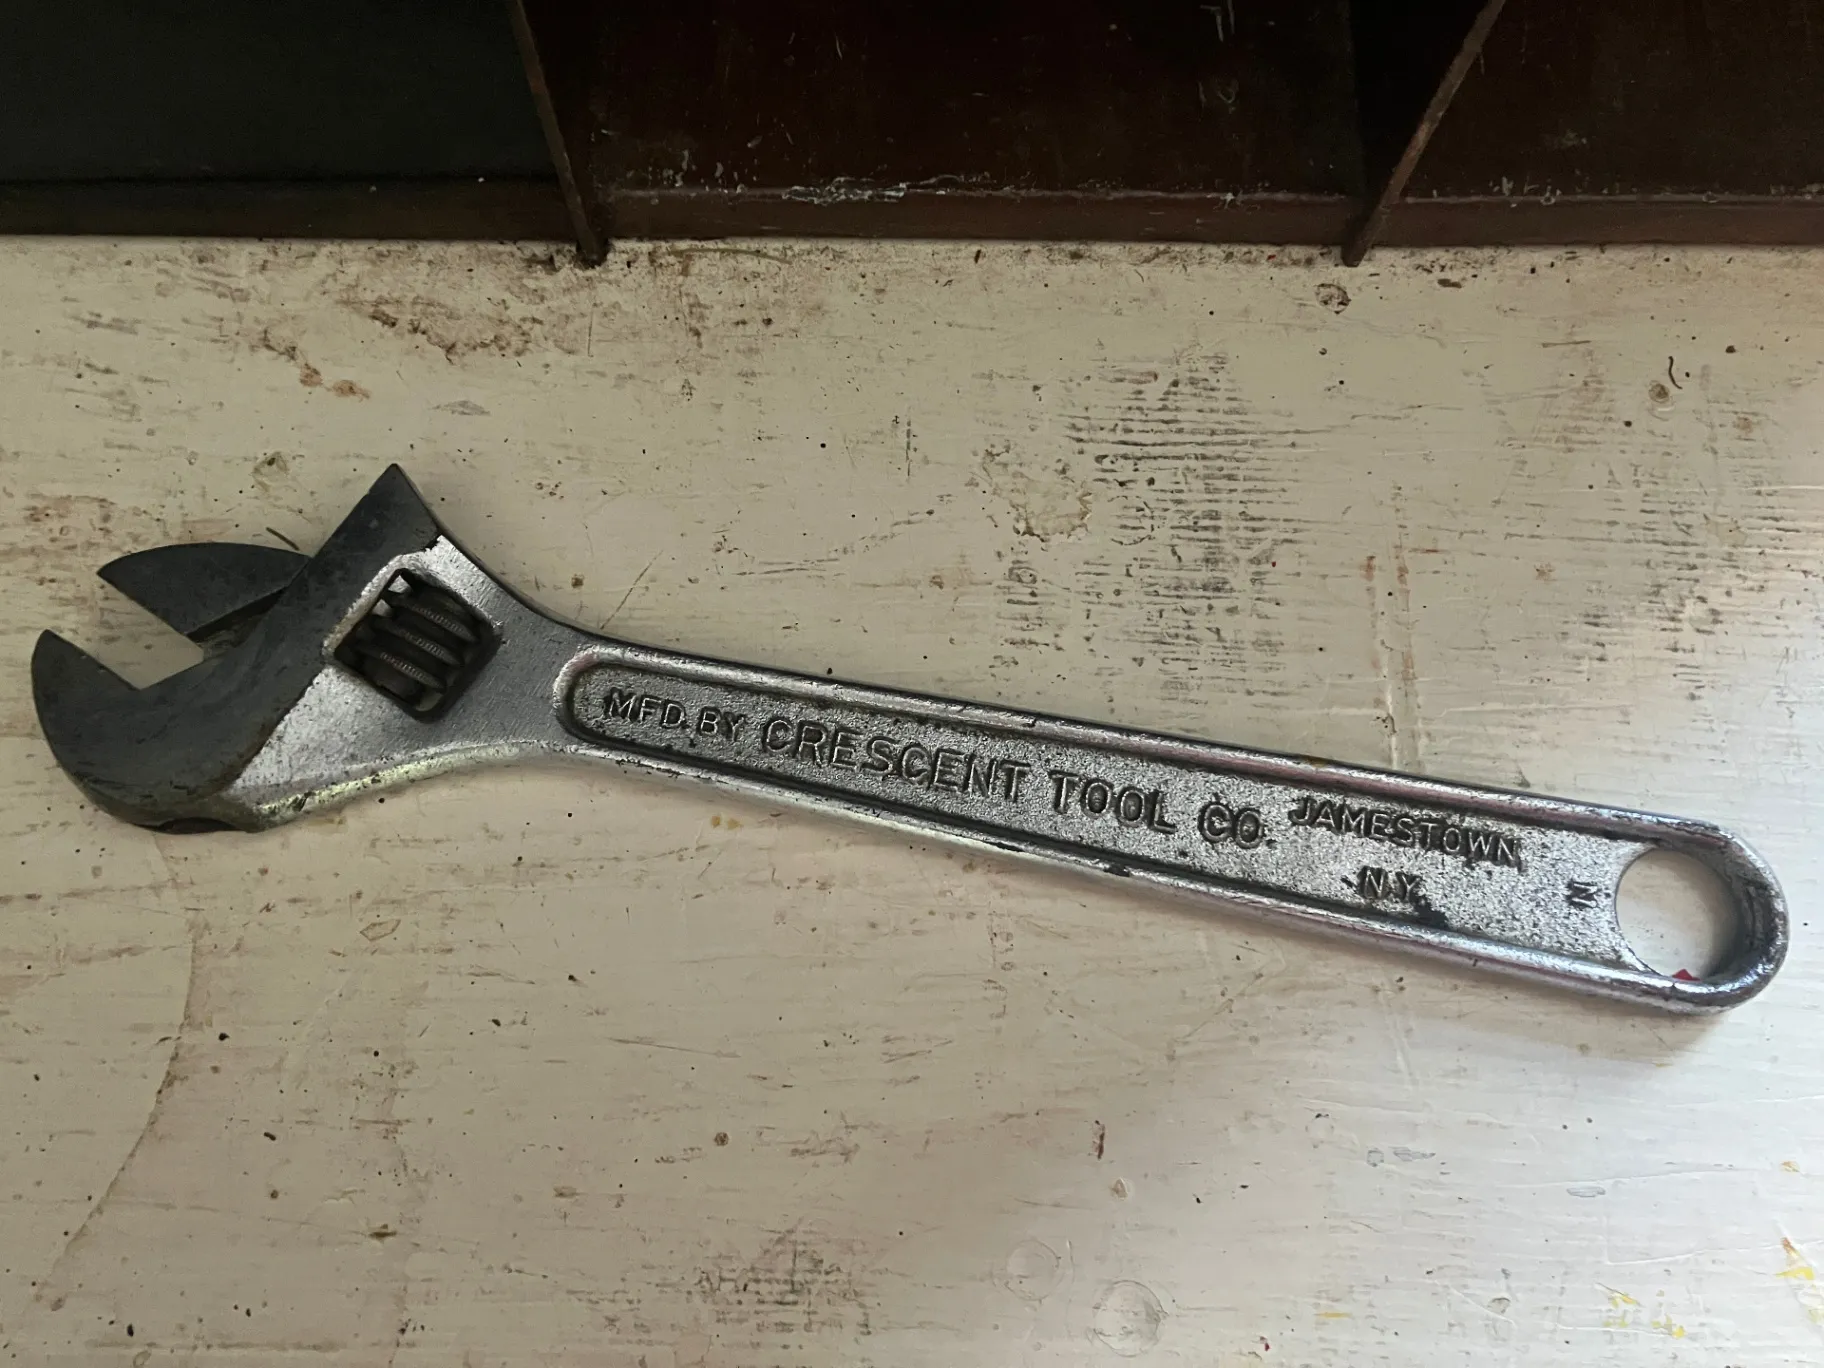 MFD. BY CRESCENT TOOL CO. JAMESTOWN
N.Y.
N